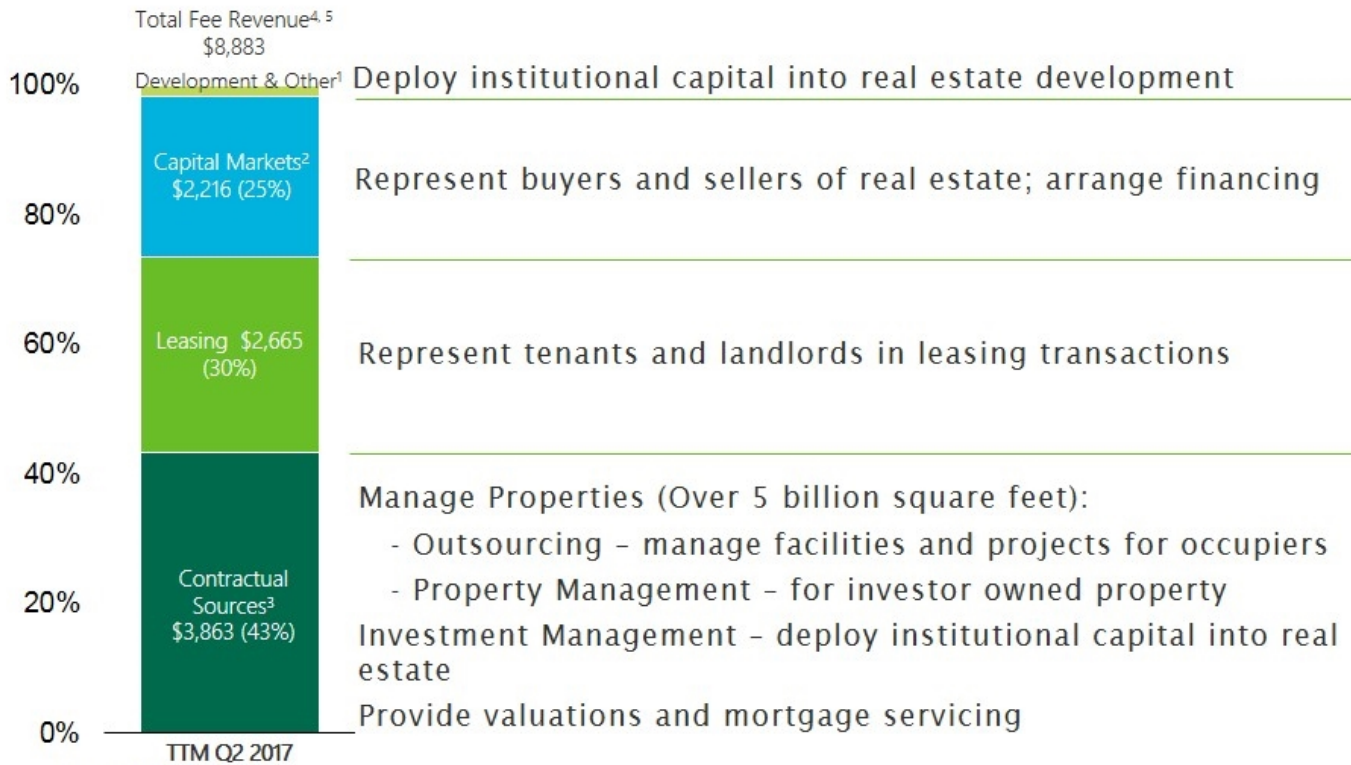 Total Fee Revenue⁴, ⁵
$8,883
100%
Development & Other¹
Deploy institutional capital into real estate development
Capital Markets²
$2,216 (25%)
Represent buyers and sellers of real estate; arrange financing
80%
60%
Leasing $2,665
(30%)
Represent tenants and landlords in leasing transactions
40%
Manage Properties (Over 5 billion square feet):
- Outsourcing – manage facilities and projects for occupiers
- Property Management – for investor owned property
Contractual
Sources³
$3,863 (43%)
20%
Investment Management – deploy institutional capital into real
estate
Provide valuations and mortgage servicing
0%
TTM Q2 2017